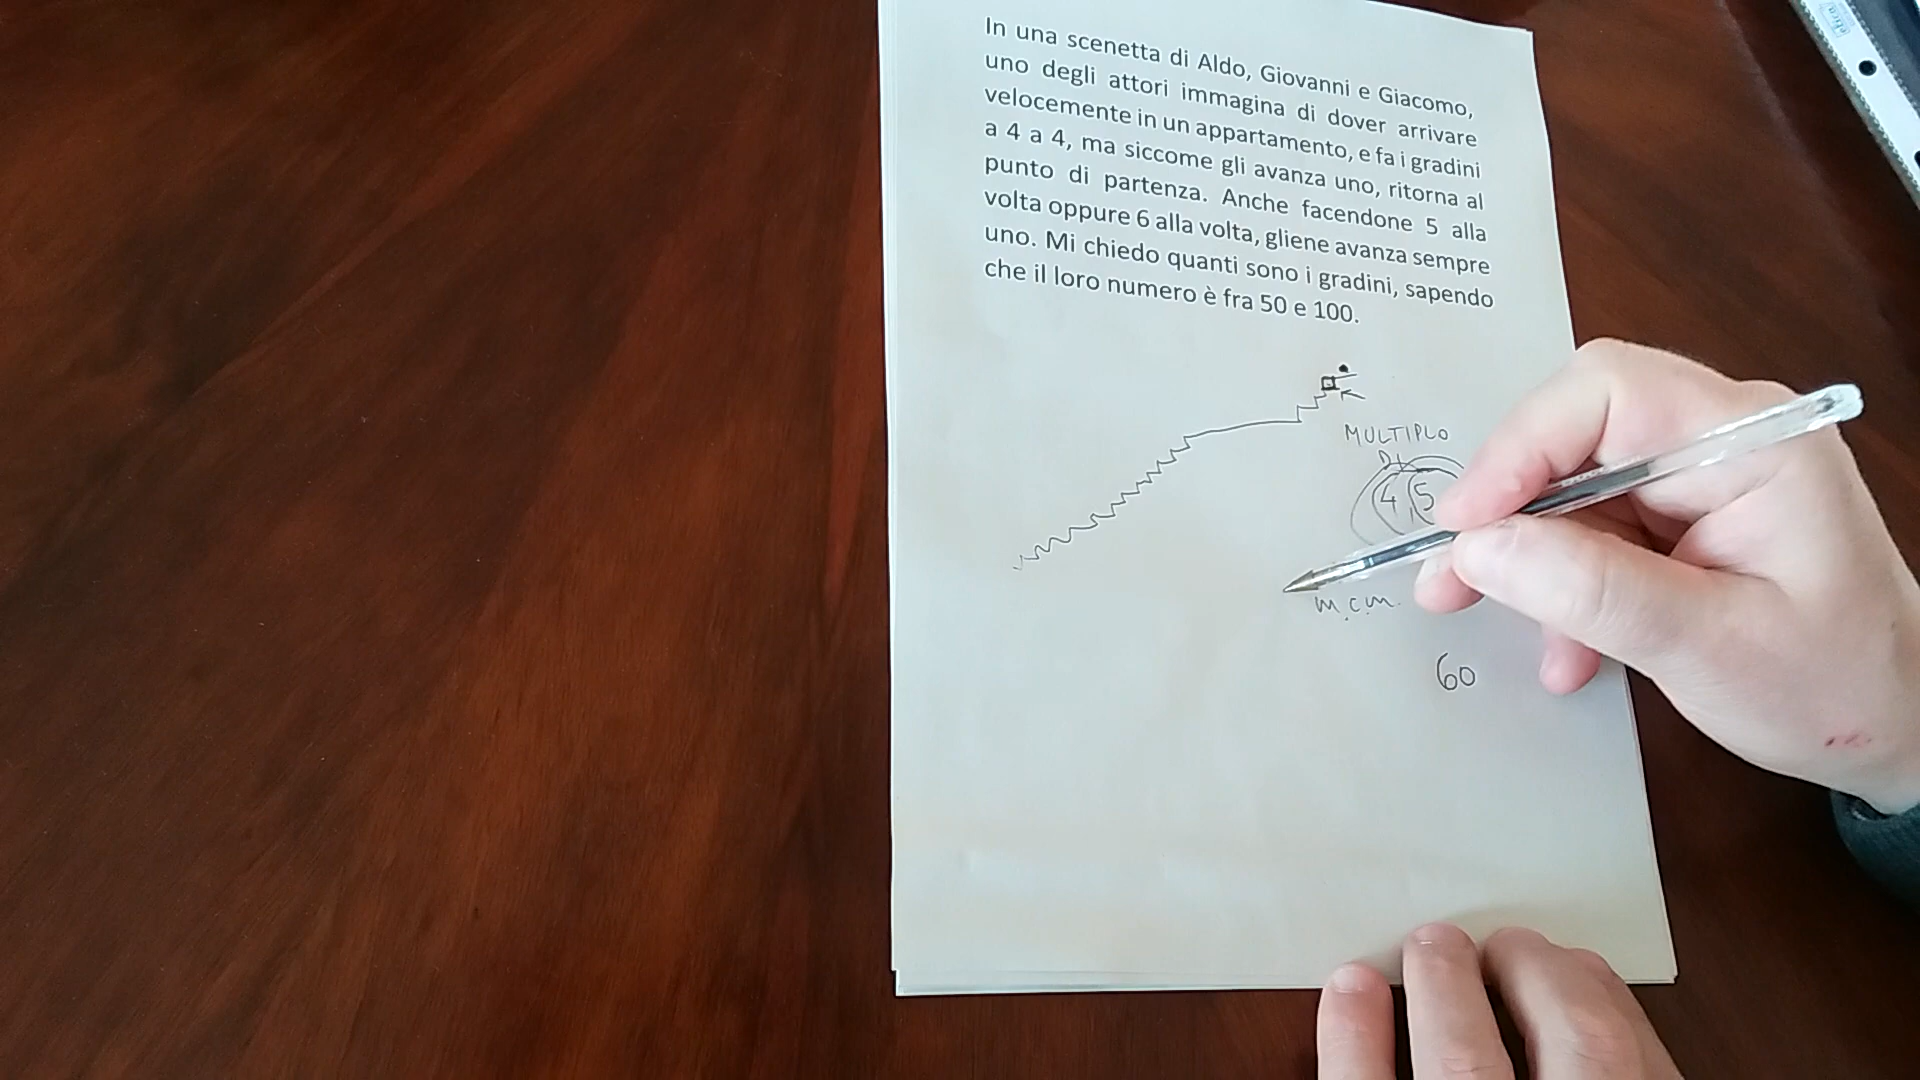 In una scenetta di Aldo, Giovanni e Giacomo,
uno degli attori immagina di dover arrivare
velocemente in un appartamento, e fa i gradini
a 4 a 4, ma siccome gli avanza uno, ritorna al
punto di partenza. Anche facendone 5 alla
volta oppure 6 alla volta, gliene avanza sempre
uno. Mi chiedo quanti sono i gradini, sapendo
che il loro numero è fra 50 e 100.
MULTIPLO
DI
4, 5
m.c.m.
60